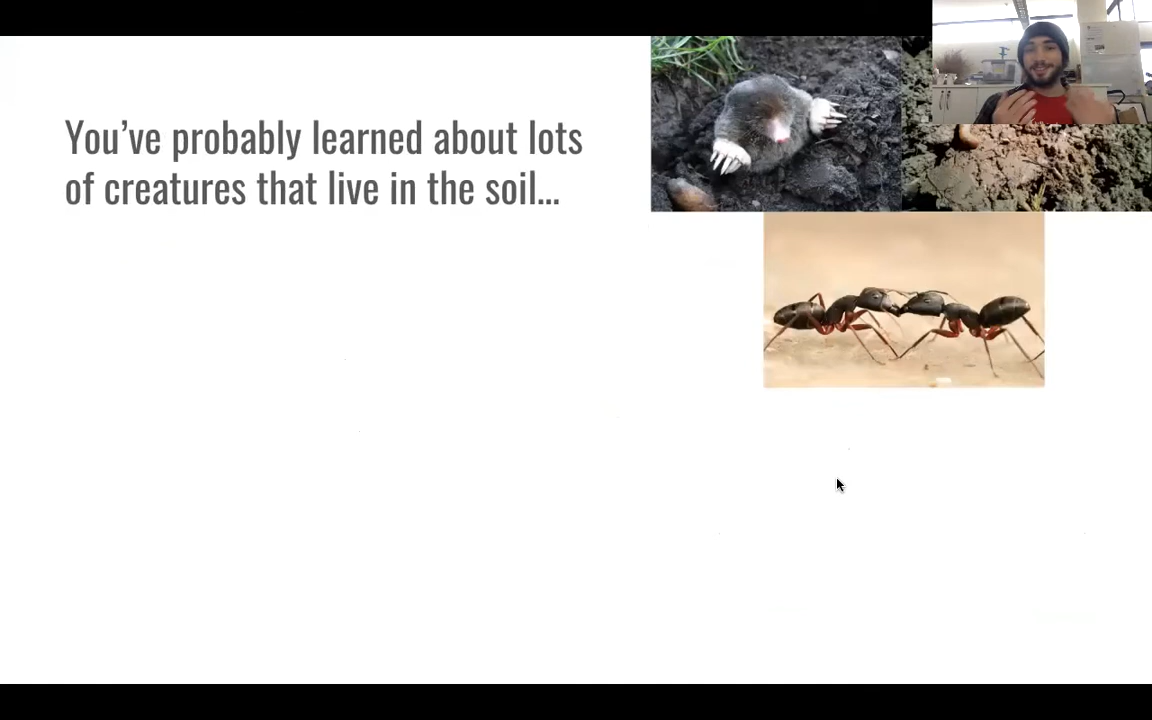 You’ve probably learned about lots
of creatures that live in the soil...